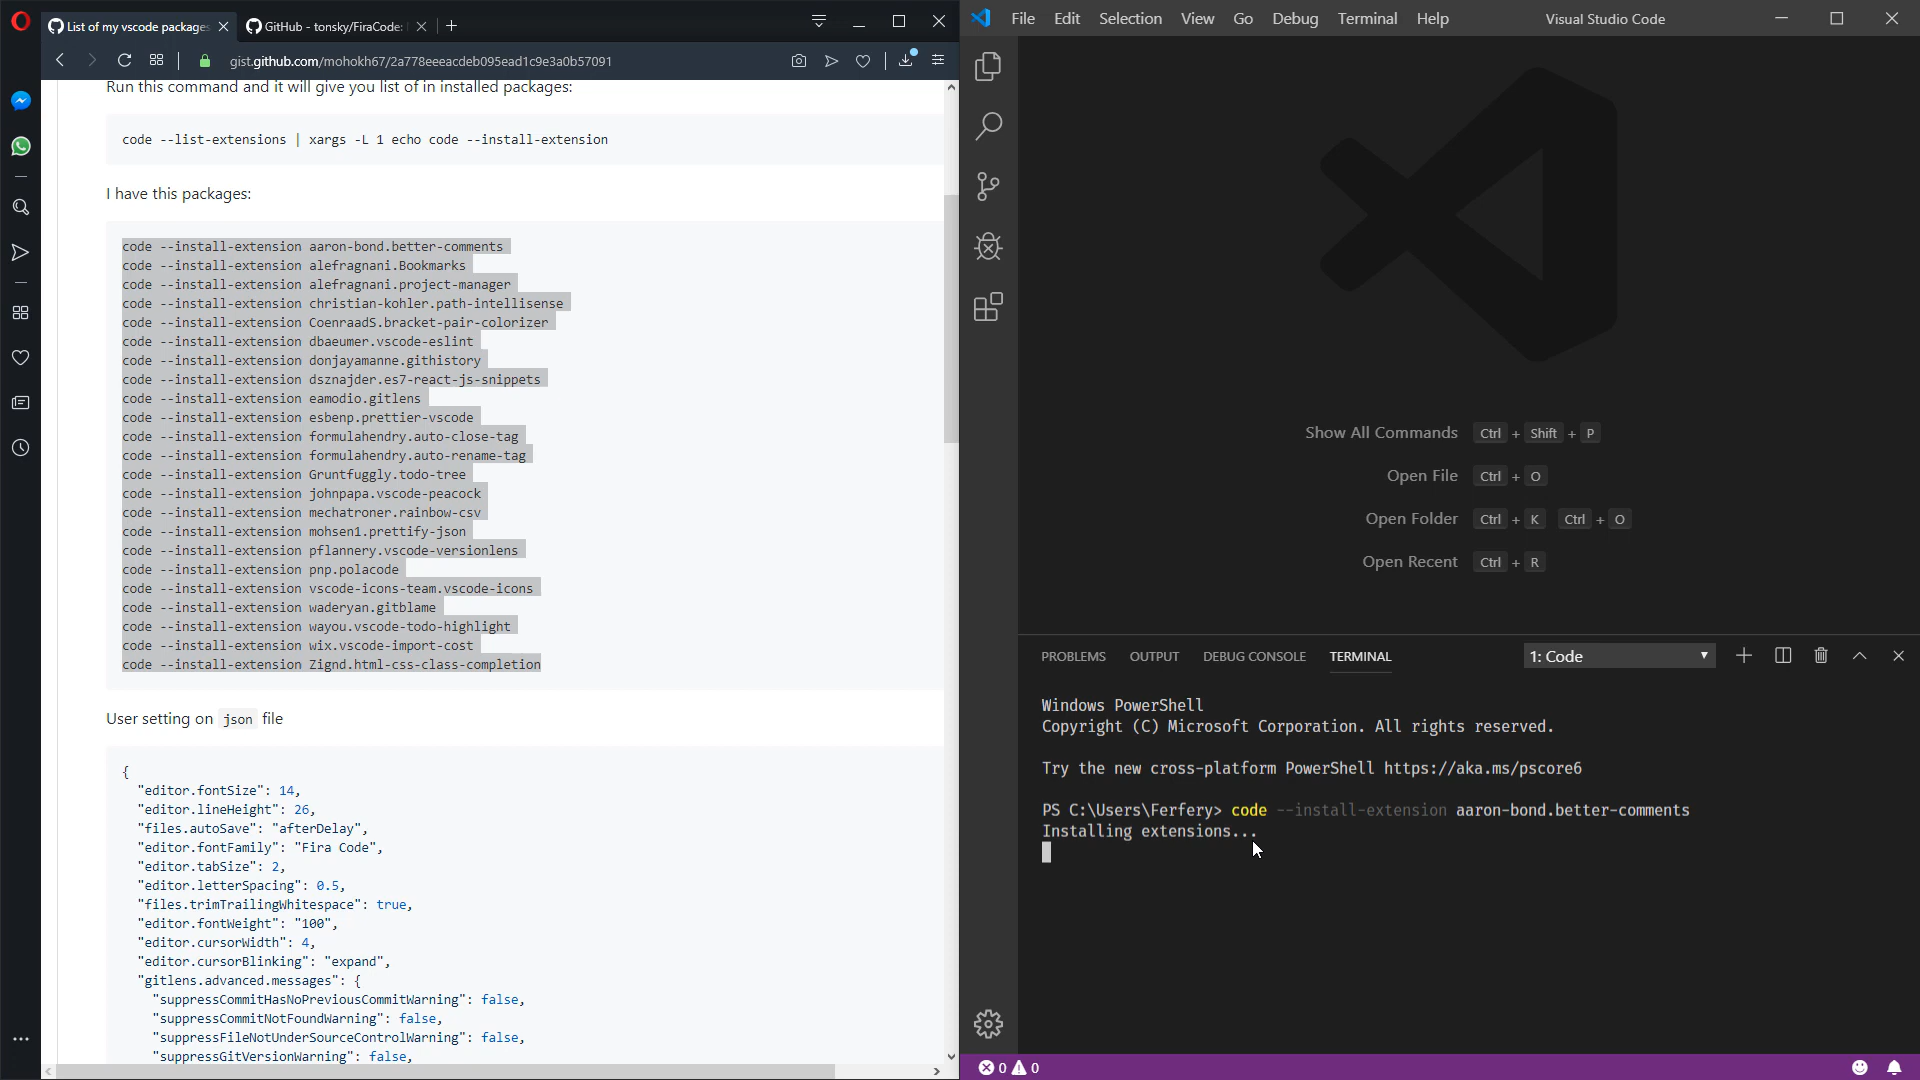 List of my vscode packages
GitHub - tonsky/FiraCode:
gist.github.com/mohokh67/2a778eeeacdeb095ead1c9e3a0b57091
Run this command and it will give you list of in installed packages:
code --list-extensions | xargs -L 1 echo code --install-extension
I have this packages:
code --install-extension aaron-bond.better-comments
code --install-extension alefragnani.Bookmarks
code --install-extension alefragnani.project-manager
code --install-extension christian-kohler.path-intellisense
code --install-extension CoenraadS.bracket-pair-colorizer
code --install-extension dbaeumer.vscode-eslint
code --install-extension donjayamanne.githistory
code --install-extension dsznajder.es7-react-js-snippets
code --install-extension eamodio.gitlens
code --install-extension esbenp.prettier-vscode
code --install-extension formulahendry.auto-close-tag
code --install-extension formulahendry.auto-rename-tag
code --install-extension Gruntfuggly.todo-tree
code --install-extension johnpapa.vscode-peacock
code --install-extension mechatroner.rainbow-csv
code --install-extension mohsen1.prettify-json
code --install-extension pflannery.vscode-versionlens
code --install-extension pnp.polacode
code --install-extension vscode-icons-team.vscode-icons
code --install-extension waderyan.gitblame
code --install-extension wayou.vscode-todo-highlight
code --install-extension wix.vscode-import-cost
code --install-extension Zignd.html-css-class-completion
User setting on json file
{
"editor.fontSize": 14,
"editor.lineHeight": 26,
"files.autoSave": "afterDelay",
"editor.fontFamily": "Fira Code",
"editor.tabSize": 2,
"editor.letterSpacing": 0.5,
"files.trimTrailingWhitespace": true,
"editor.fontWeight": "100",
"editor.cursorWidth": 4,
"editor.cursorBlinking": "expand",
"gitlens.advanced.messages": {
"suppressCommitHasNoPreviousCommitWarning": false,
"suppressCommitNotFoundWarning": false,
"suppressFileNotUnderSourceControlWarning": false,
"suppressGitVersionWarning": false,
File Edit Selection View Go Debug Terminal Help
Visual Studio Code
Show All Commands Ctrl + Shift + P
Open File Ctrl + O
Open Folder Ctrl + K Ctrl + O
Open Recent Ctrl + R
PROBLEMS OUTPUT DEBUG CONSOLE TERMINAL
1: Code
Windows PowerShell
Copyright (C) Microsoft Corporation. All rights reserved.
Try the new cross-platform PowerShell https://aka.ms/pscore6
PS C:\Users\Ferfery> code --install-extension aaron-bond.better-comments
Installing extensions...
0 0